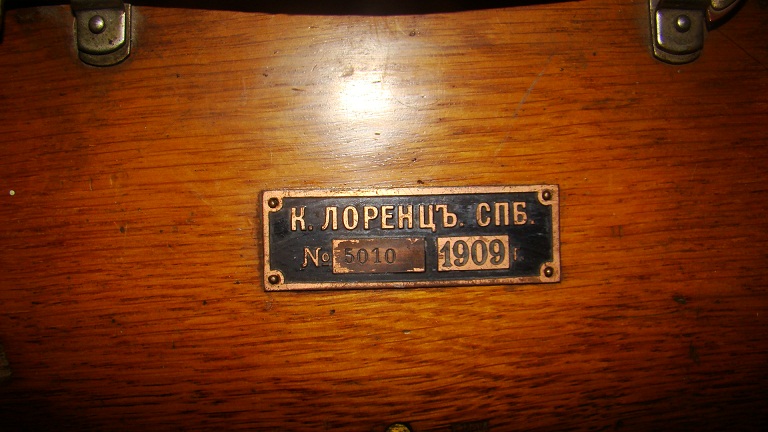 К. ЛОРЕНЦЪ. СПБ.
№ 5010 1909 г.